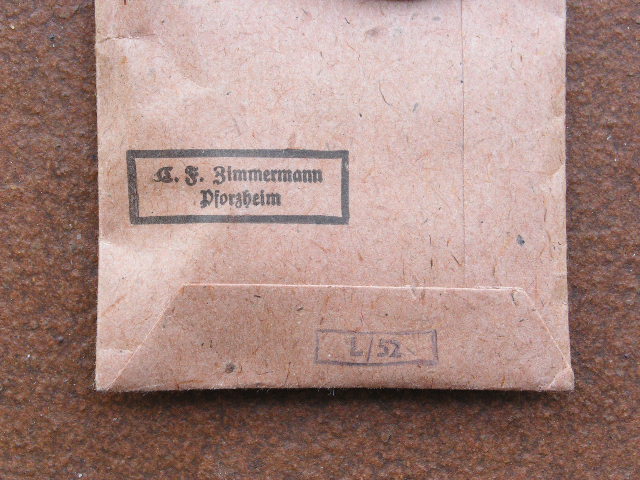 C. F. Zimmermann
Pforzheim
L/52